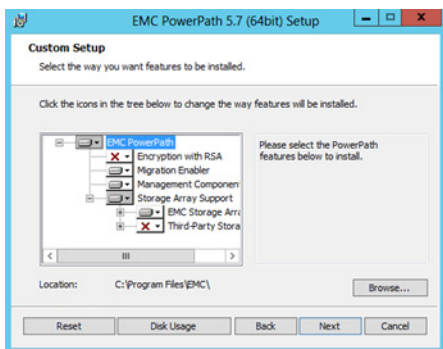 EMC PowerPath 5.7 (64bit) Setup
Custom Setup
Select the way you want features to be installed.
Click the icons in the tree below to change the way features will be installed.
EMC PowerPath
Encryption with RSA
Migration Enabler
Management Componen
Storage Array Support
EMC Storage Arra
Third-Party Stora
Please select the PowerPath
features below to install.
Location: C:\Program Files\EMC\
Browse...
Reset Disk Usage Back Next Cancel